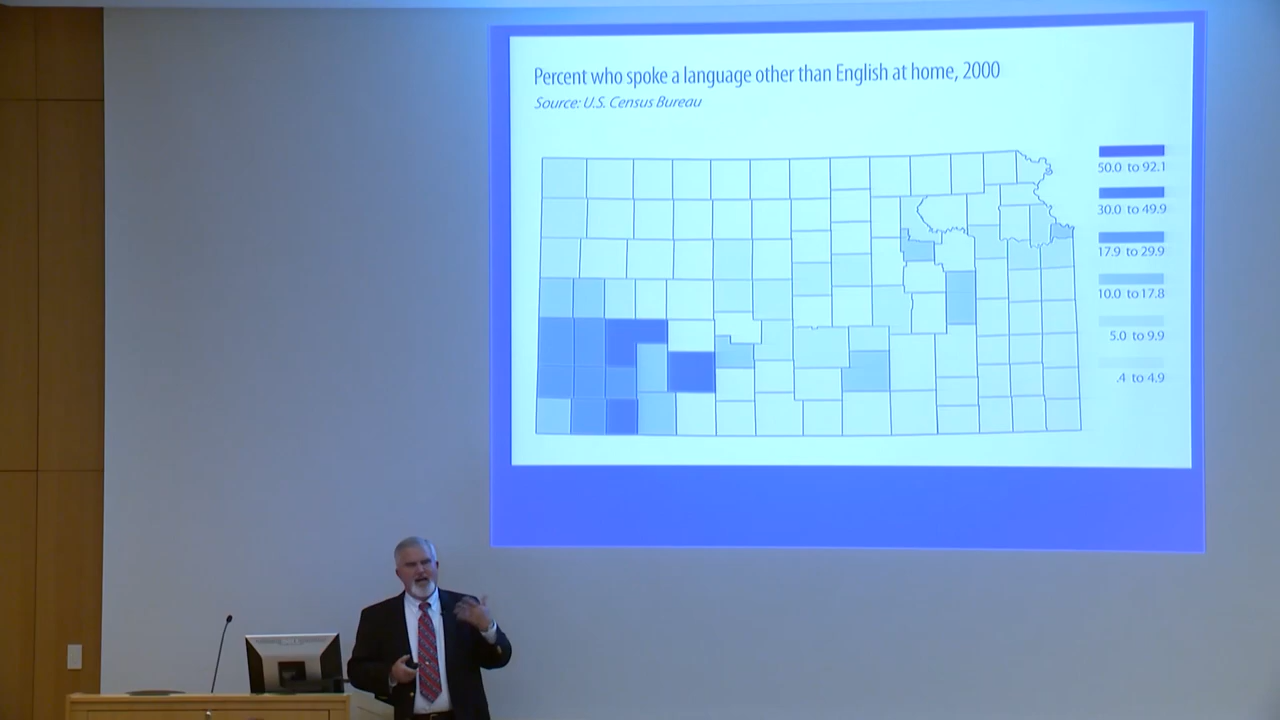 Percent who spoke a language other than English at home, 2000
Source: U.S. Census Bureau
50.0 to 92.1
30.0 to 49.9
17.9 to 29.9
10.0 to 17.8
5.0 to 9.9
.4 to 4.9